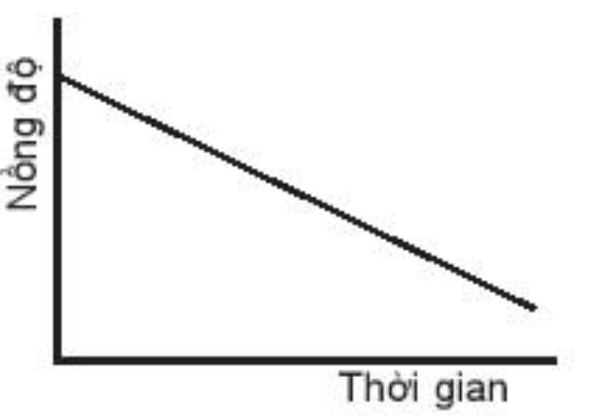 Nồng độ
Thời gian